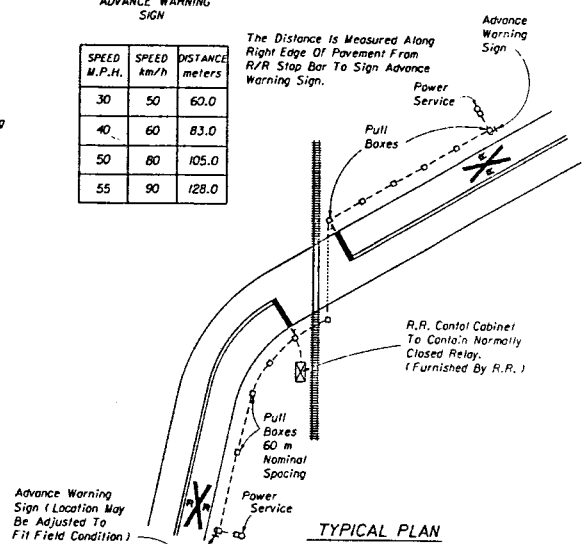 ADVANCE WARNING
SIGN
SPEED M.P.H. SPEED km/h DISTANCE meters
30 50 60.0
40 60 83.0
50 80 105.0
55 90 128.0
The Distance Is Measured Along
Right Edge Of Pavement From
R/R Stop Bar To Sign Advance
Warning Sign.
Advance
Warning
Sign
Power
Service
Pull
Boxes
R R
R.R. Contol Cabinet
To Contain Normally
Closed Relay.
(Furnished By R.R.)
Pull
Boxes
60 m
Nominal
Spacing
Advance Warning
Sign (Location May
Be Adjusted To
Fit Field Condition)
R R
Power
Service
TYPICAL PLAN